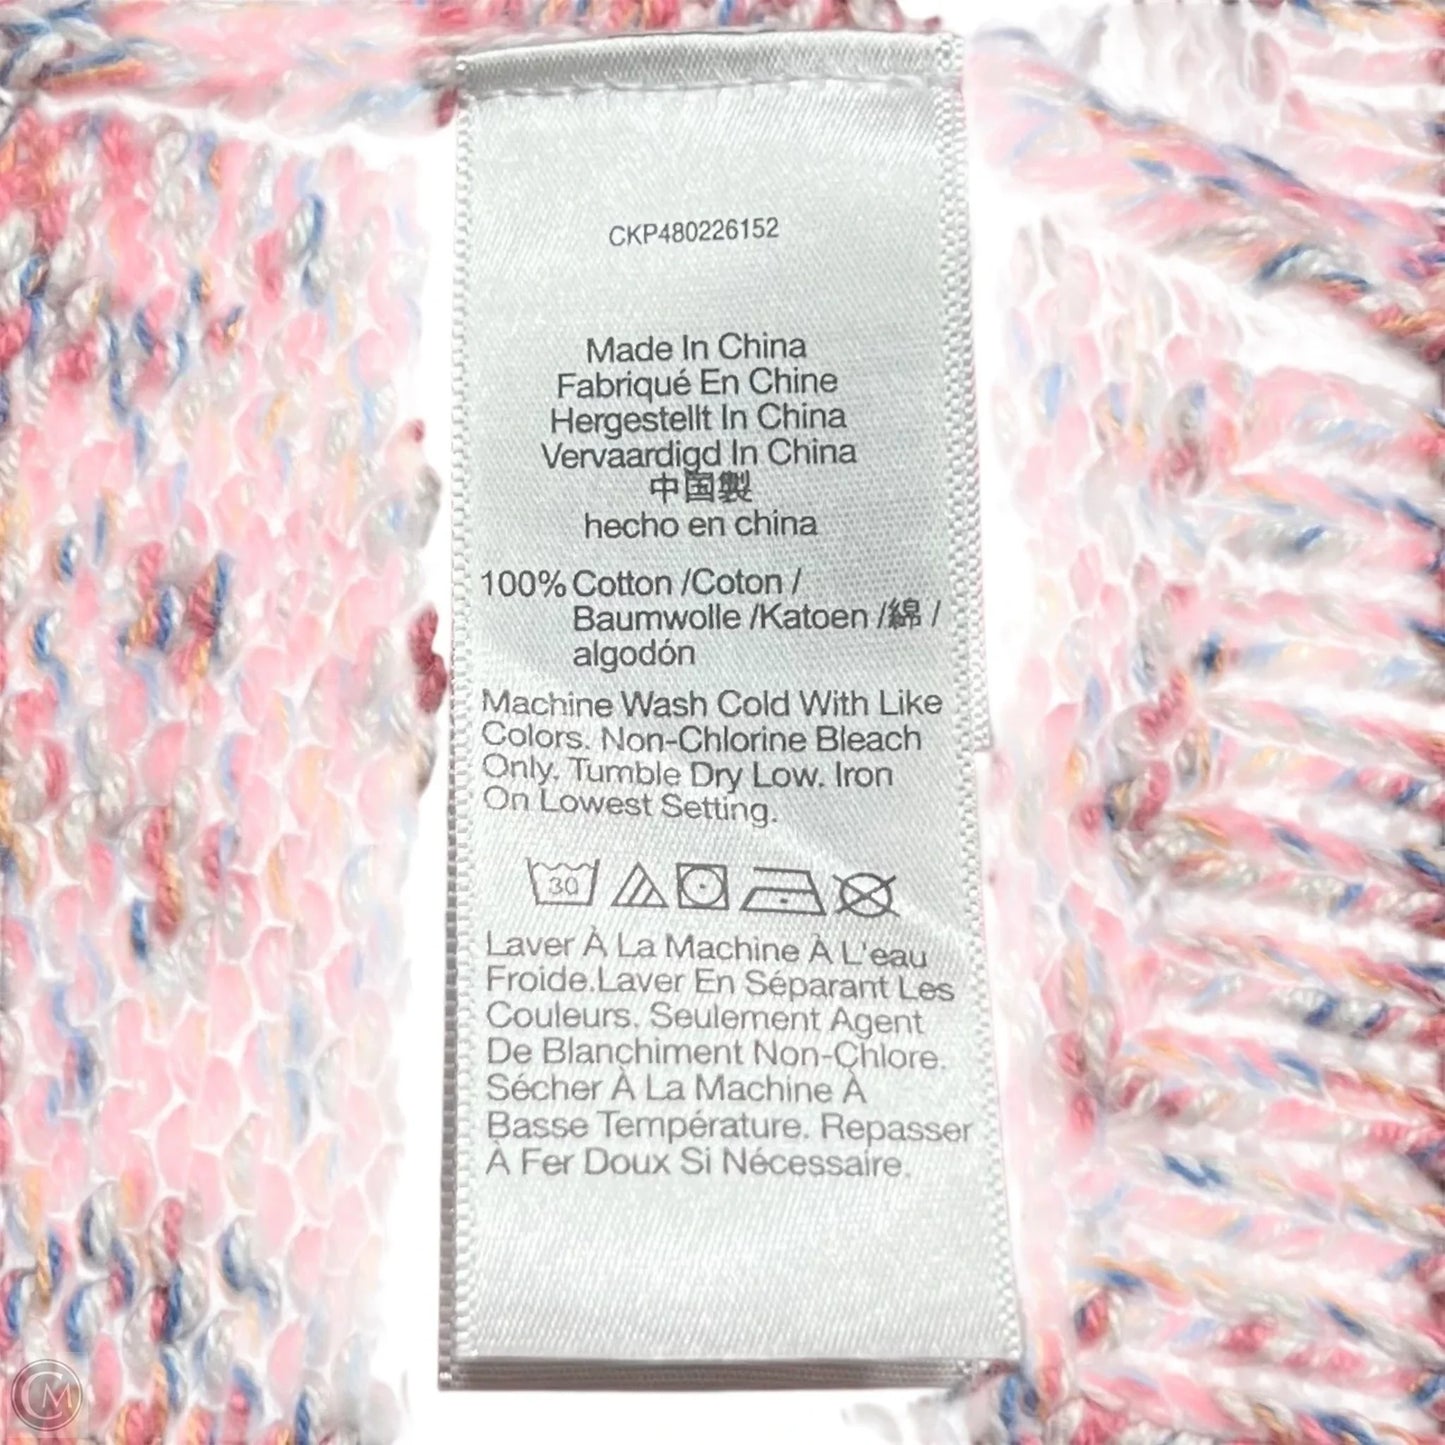 CKP480226152
Made In China
Fabriqué En Chine
Hergestellt In China
Vervaardigd In China
中国製
hecho en china
100% Cotton /Coton /
Baumwolle /Katoen /綿 /
algodón
Machine Wash Cold With Like
Colors. Non-Chlorine Bleach
Only. Tumble Dry Low. Iron
On Lowest Setting.
30
Laver À La Machine À L'eau
Froide.Laver En Séparant Les
Couleurs. Seulement Agent
De Blanchiment Non-Chlore.
Sécher À La Machine À
Basse Température. Repasser
À Fer Doux Si Nécessaire.
CM